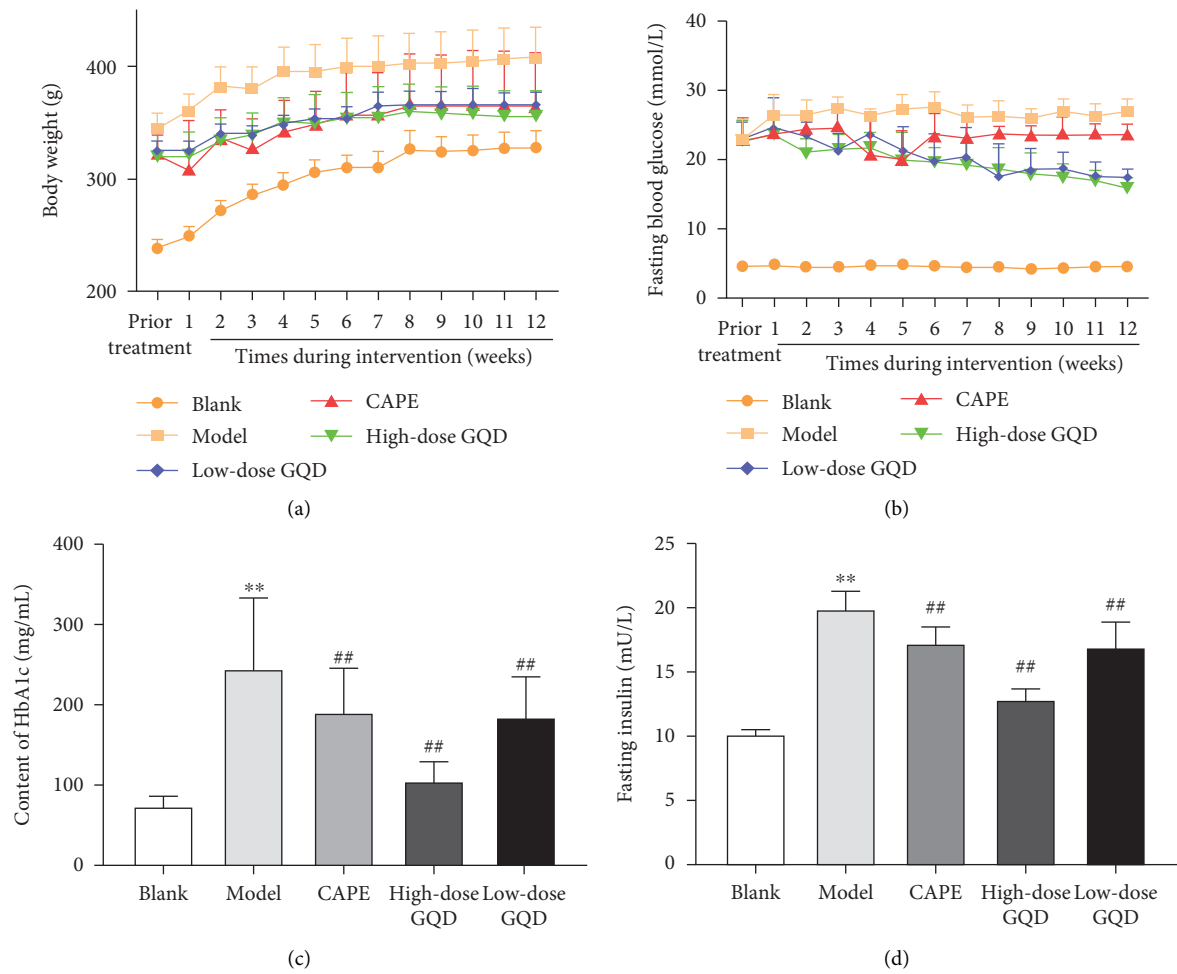 Body weight (g)
400
300
200
Prior treatment 1 2 3 4 5 6 7 8 9 10 11 12
Times during intervention (weeks)
Blank
Model
Low-dose GQD
CAPE
High-dose GQD
(a)
Fasting blood glucose (mmol/L)
40
30
20
10
0
Prior treatment 1 2 3 4 5 6 7 8 9 10 11 12
Times during intervention (weeks)
Blank
Model
Low-dose GQD
CAPE
High-dose GQD
(b)
Content of HbA1c (mg/mL)
400
300
200
100
0
**
##
##
##
Blank
Model
CAPE
High-dose
GQD
Low-dose
GQD
(c)
Fasting insulin (mU/L)
25
20
15
10
5
0
**
##
##
##
Blank
Model
CAPE
High-dose
GQD
Low-dose
GQD
(d)